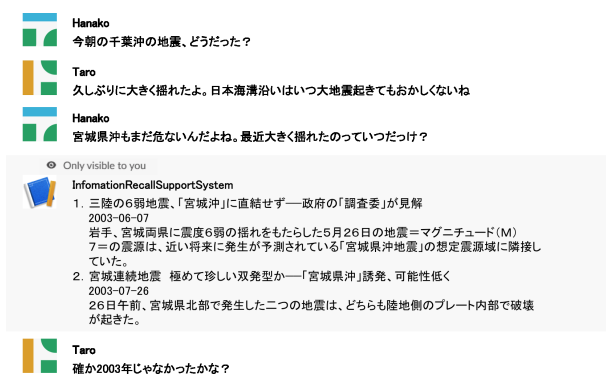 Hanako
今朝の千葉沖の地震、どうだった？
Taro
久しぶりに大きく揺れたよ。日本海溝沿いはいつ大地震起きてもおかしくないね
Hanako
宮城県沖もまだ危ないんだよね。最近大きく揺れたのっていつだっけ？
Only visible to you
InfomationRecallSupportSystem
１．三陸の６弱地震、「宮城沖」に直結せず──政府の「調査委」が見解
2003-06-07
岩手、宮城両県に震度６弱の揺れをもたらした５月２６日の地震＝マグニチュード（Ｍ）
７＝の震源は、近い将来に発生が予測されている「宮城県沖地震」の想定震源域に隣接し
ていた。
２．宮城連続地震　極めて珍しい双発型か──「宮城県沖」誘発、可能性低く
2003-07-26
２６日午前、宮城県北部で発生した二つの地震は、どちらも陸地側のプレート内部で破壊
が起きた。
Taro
確か2003年じゃなかったかな？